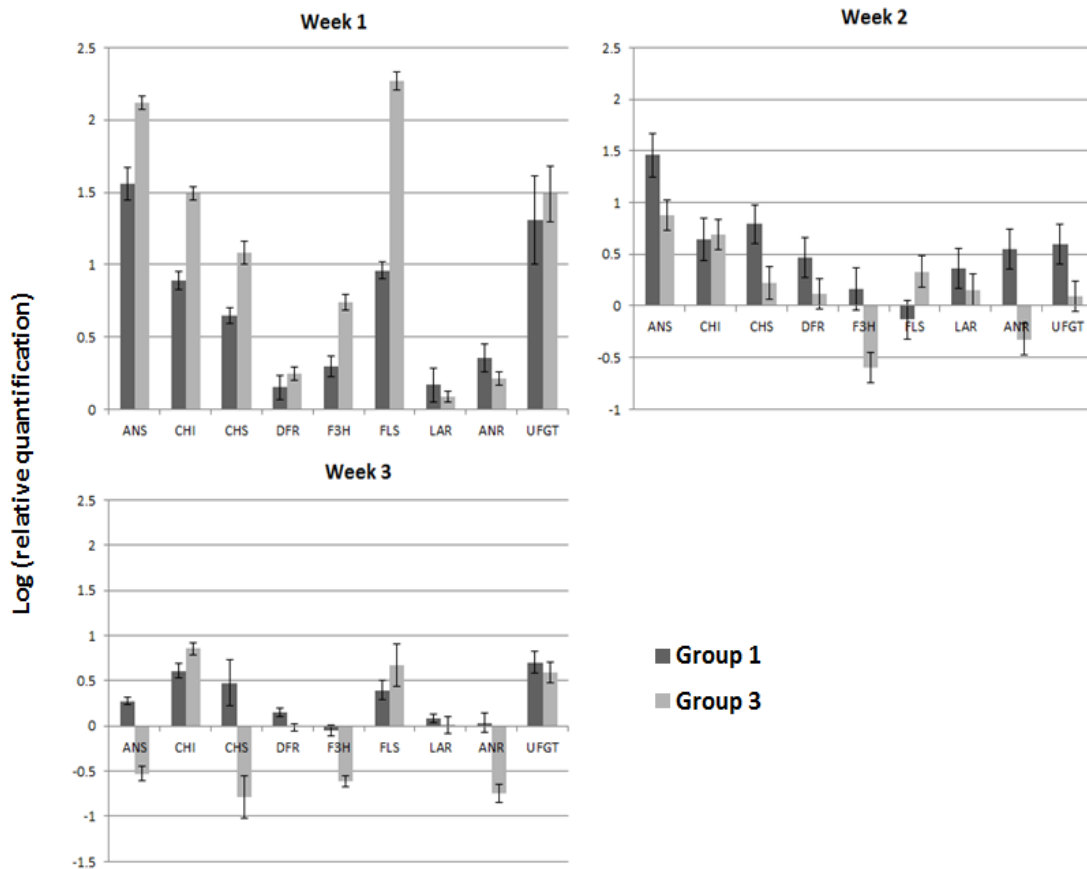 Week 1
2.5
2
1.5
1
0.5
0
ANS CHI CHS DFR F3H FLS LAR ANR UFGT
Week 2
2.5
2
1.5
1
0.5
0
-0.5
-1
ANS CHI CHS DFR F3H FLS LAR ANR UFGT
Log (relative quantification)
Week 3
2.5
2
1.5
1
0.5
0
-0.5
-1
-1.5
ANS CHI CHS DFR F3H FLS LAR ANR UFGT
Group 1
Group 3